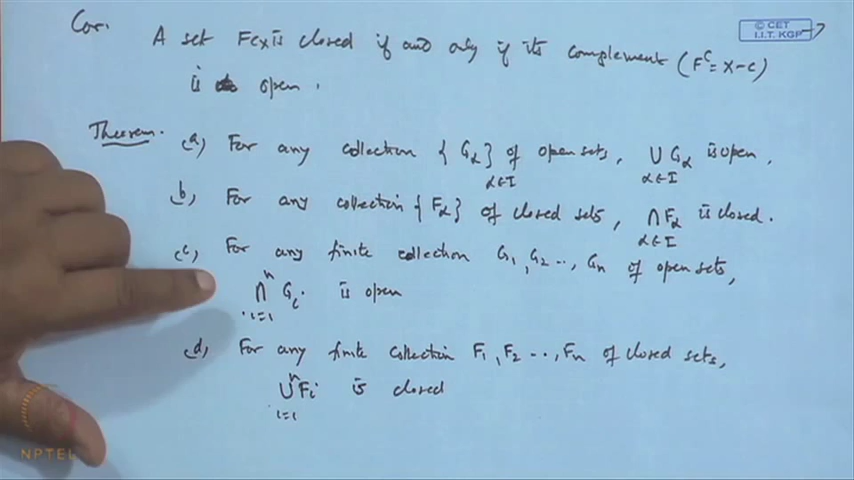 © CET
I.I.T. KGP
Cor. A set F⊂X is closed if and only if its complement (F^c = X-C)
is open.
Theorem. (a) For any collection {G_α}_{α∈I} of open sets, ∪_{α∈I} G_α is open.
(b) For any collection {F_α} of closed sets, ∩_{α∈I} F_α is closed.
(c) For any finite collection G_1, G_2 .., G_n of open sets,
∩_{i=1}^n G_i is open
(d) For any finite collection F_1, F_2 .., F_n of closed sets,
∪_{i=1}^n F_i is closed
NPTEL